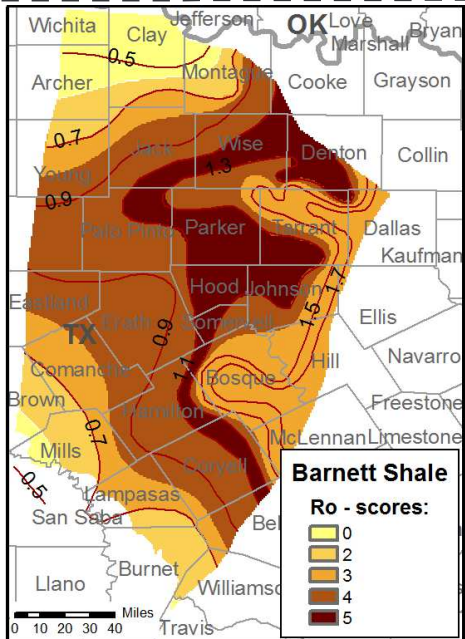 Wichita
Clay
Jefferson
OK
Love
Marshall
Bryan
0.5
Archer
Montague
Cooke
Grayson
0.7
Young
Jack
Wise
1.3
Denton
Collin
0.9
Palo Pinto
Parker
Tarrant
Dallas
Kaufman
Hood
Johnson
1.7
1.5
Eastland
Erath
0.9
Somervell
Ellis
TX
Comanche
1.1
Bosque
Hill
Navarro
Brown
Hamilton
Freestone
0.7
Mills
McLennan
Limestone
Coryell
0.5
Lampasas
San Saba
Bel
Burnet
Llano
Williamso
Travis
Miles
0 10 20 40
Barnett Shale
Ro - scores:
0
2
3
4
5